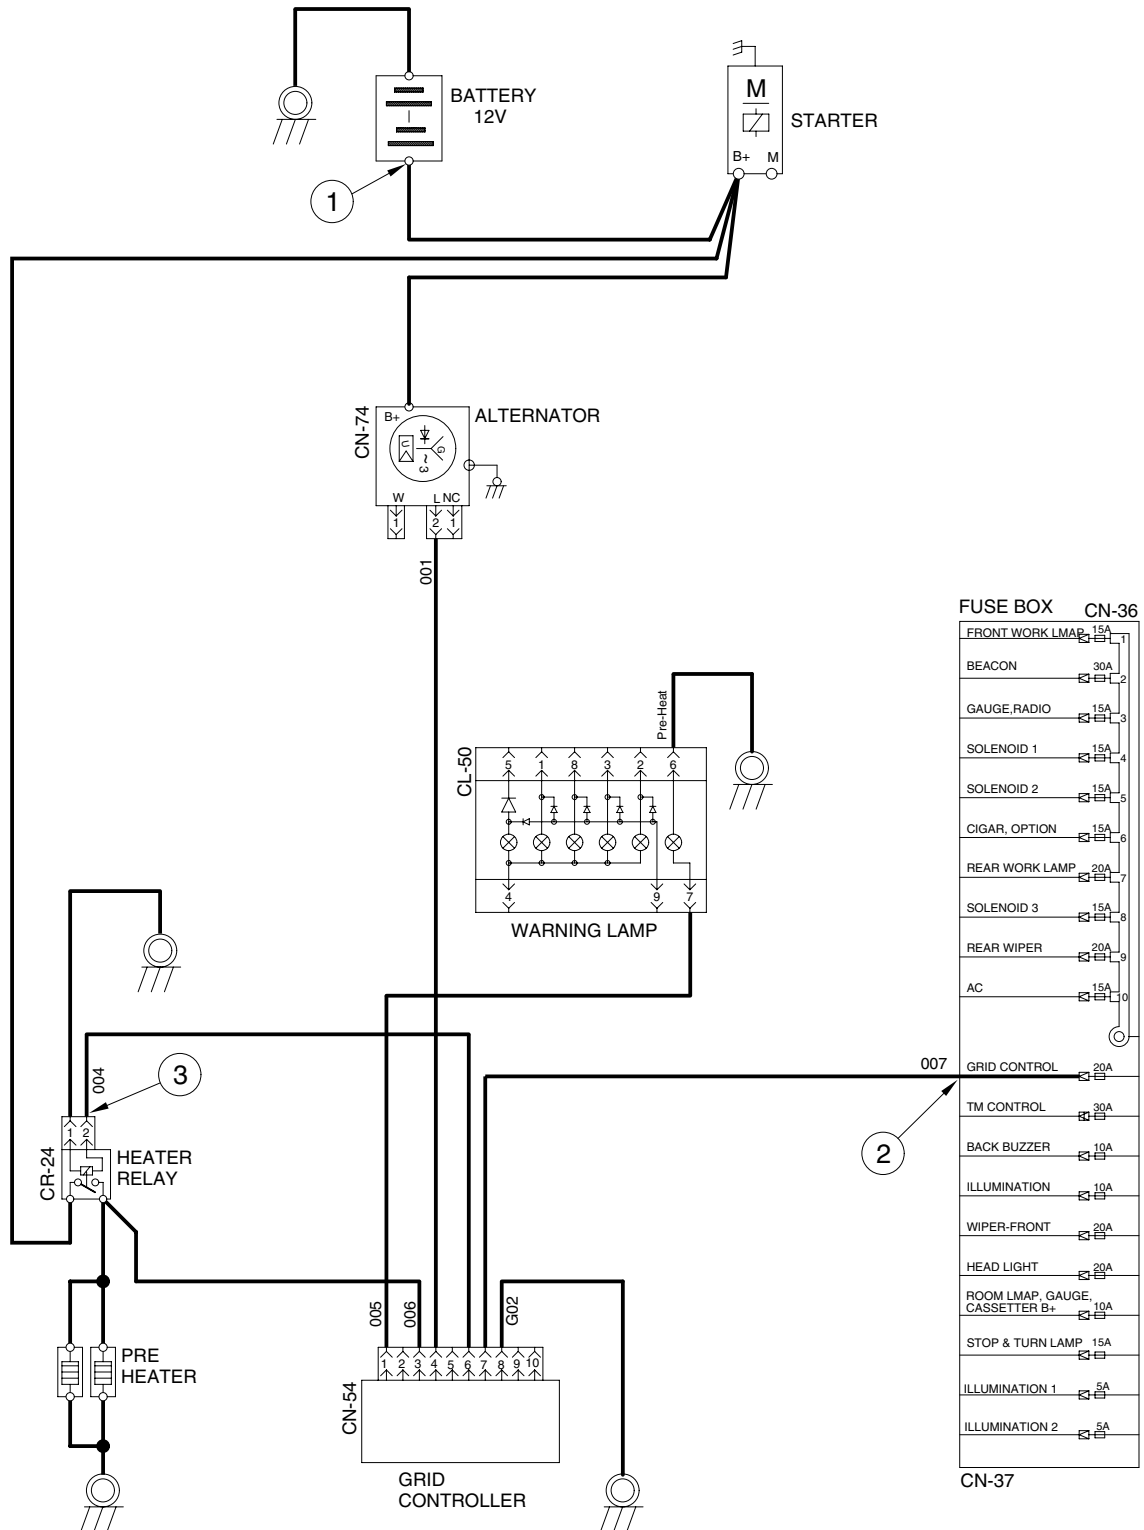 BATTERY
12V
M
STARTER
B+ M
1
CN-74
B+
ALTERNATOR
U
G
~
3
W L NC
1 2 1
001
FUSE BOX CN-36
FRONT WORK LMAP 15A 1
BEACON 30A 2
GAUGE,RADIO 15A 3
SOLENOID 1 15A 4
SOLENOID 2 15A 5
CIGAR, OPTION 15A 6
REAR WORK LAMP 20A 7
SOLENOID 3 15A 8
REAR WIPER 20A 9
AC 15A 10
Pre-Heat
CL-50
5 1 8 3 2 6
4 9 7
WARNING LAMP
007
GRID CONTROL 20A
TM CONTROL 30A
BACK BUZZER 10A
ILLUMINATION 10A
WIPER-FRONT 20A
HEAD LIGHT 20A
ROOM LMAP, GAUGE,
CASSETTER B+ 10A
STOP & TURN LAMP 15A
ILLUMINATION 1 5A
ILLUMINATION 2 5A
CN-37
2
3
004
1 2
CR-24
HEATER
RELAY
PRE
HEATER
005
006
G02
1 2 3 4 5 6 7 8 9 10
CN-54
GRID
CONTROLLER